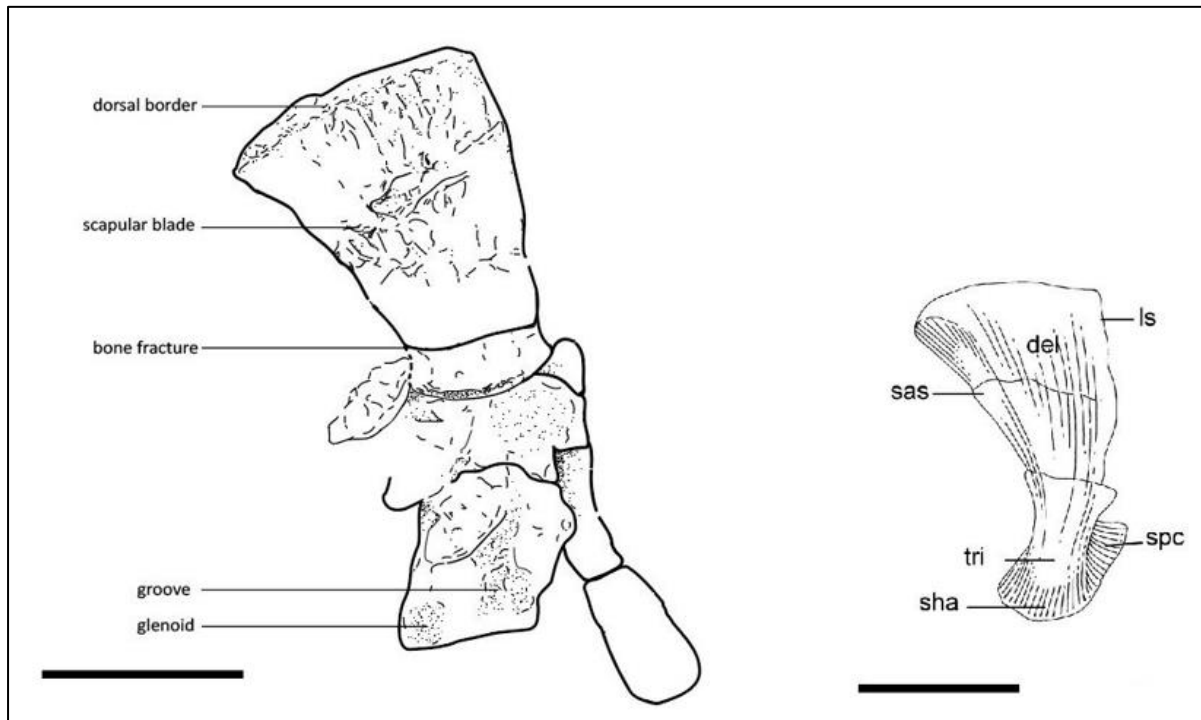 dorsal border
scapular blade
bone fracture
groove
glenoid
ls
del
sas
spc
tri
sha